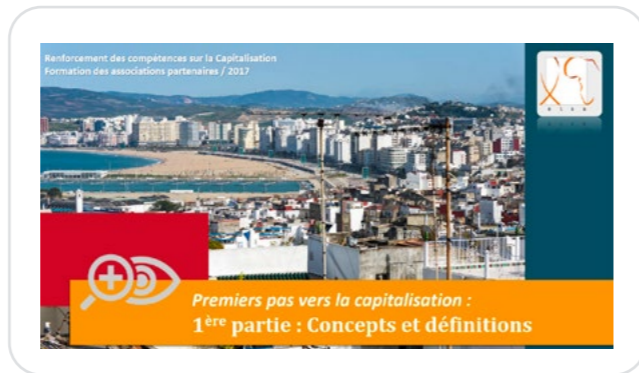 Renforcement des compétences sur la Capitalisation
Formation des associations partenaires / 2017
Premiers pas vers la capitalisation :
1ère partie : Concepts et définitions